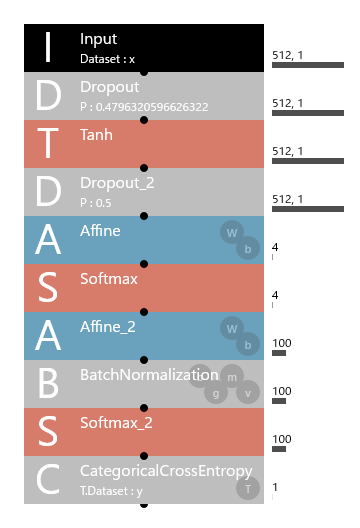 I Input 512, 1
Dataset : x
D Dropout 512, 1
P : 0.4796320596626322
T Tanh 512, 1
D Dropout_2 512, 1
P : 0.5
A Affine W b 4
S Softmax 4
A Affine_2 W b 100
B BatchNormalization m g v 100
S Softmax_2 100
C CategoricalCrossEntropy 1
T.Dataset : y T